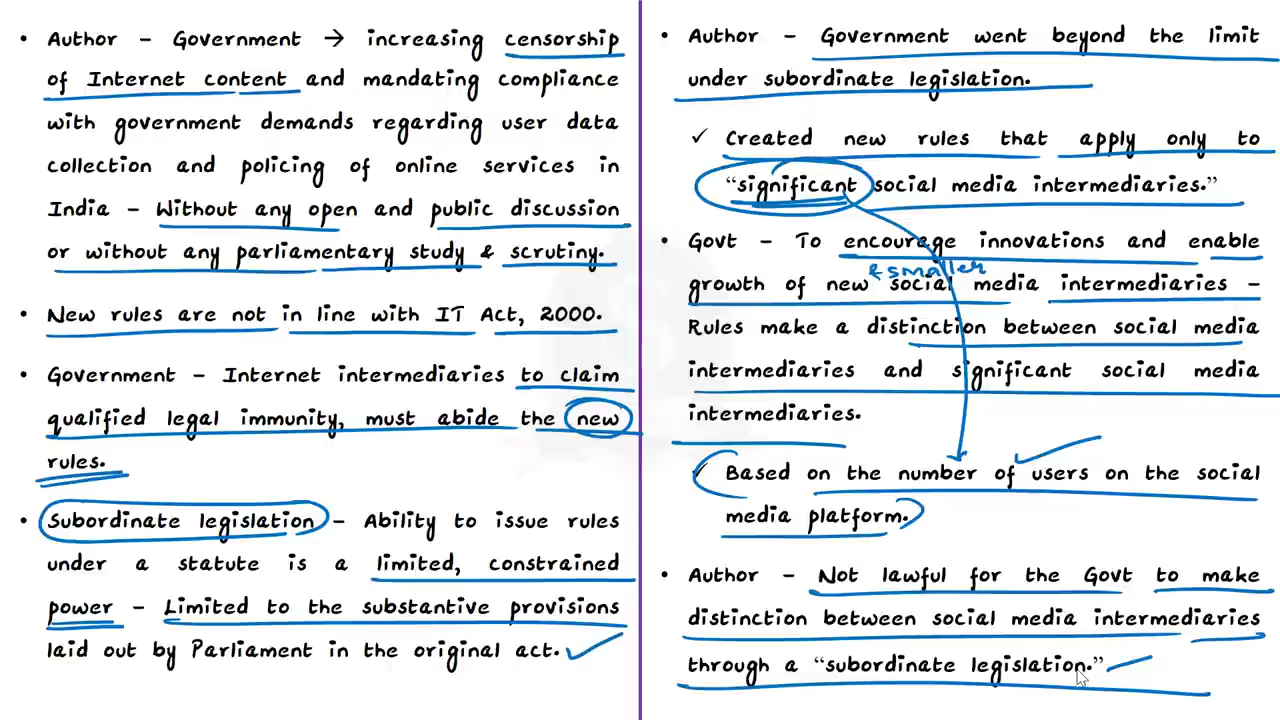 • Author – Government → increasing censorship
of Internet content and mandating compliance
with government demands regarding user data
collection and policing of online services in
India – Without any open and public discussion
or without any parliamentary study & scrutiny.
• New rules are not in line with IT Act, 2000.
• Government – Internet intermediaries to claim
qualified legal immunity, must abide the new
rules.
• Subordinate legislation – Ability to issue rules
under a statute is a limited, constrained
power – Limited to the substantive provisions
laid out by Parliament in the original act.
• Author – Government went beyond the limit
under subordinate legislation.
✓ Created new rules that apply only to
“significant social media intermediaries.”
• Govt – To encourage innovations and enable
& smaller
growth of new social media intermediaries –
Rules make a distinction between social media
intermediaries and significant social media
intermediaries.
✓ Based on the number of users on the social
media platform.
• Author – Not lawful for the Govt to make
distinction between social media intermediaries
through a “subordinate legislation.”